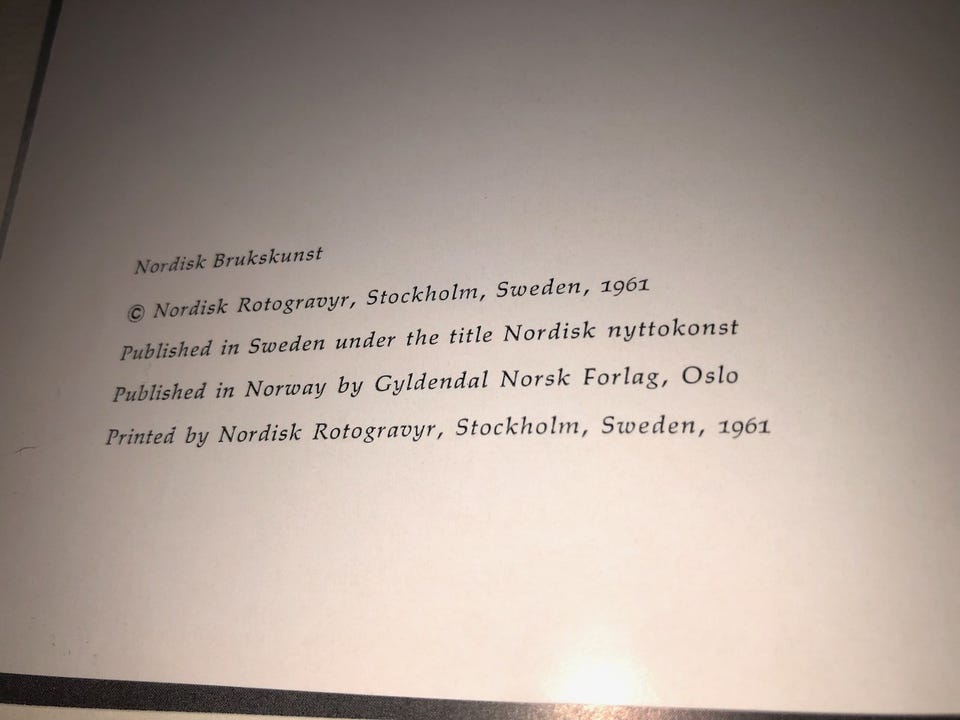 Nordisk Brukskunst
© Nordisk Rotogravyr, Stockholm, Sweden, 1961
Published in Sweden under the title Nordisk nyttokonst
Published in Norway by Gyldendal Norsk Forlag, Oslo
Printed by Nordisk Rotogravyr, Stockholm, Sweden, 1961